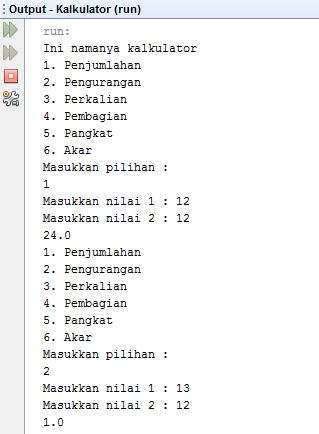 Output - Kalkulator (run)
run:
Ini namanya kalkulator
1. Penjumlahan
2. Pengurangan
3. Perkalian
4. Pembagian
5. Pangkat
6. Akar
Masukkan pilihan :
1
Masukkan nilai 1 : 12
Masukkan nilai 2 : 12
24.0
1. Penjumlahan
2. Pengurangan
3. Perkalian
4. Pembagian
5. Pangkat
6. Akar
Masukkan pilihan :
2
Masukkan nilai 1 : 13
Masukkan nilai 2 : 12
1.0